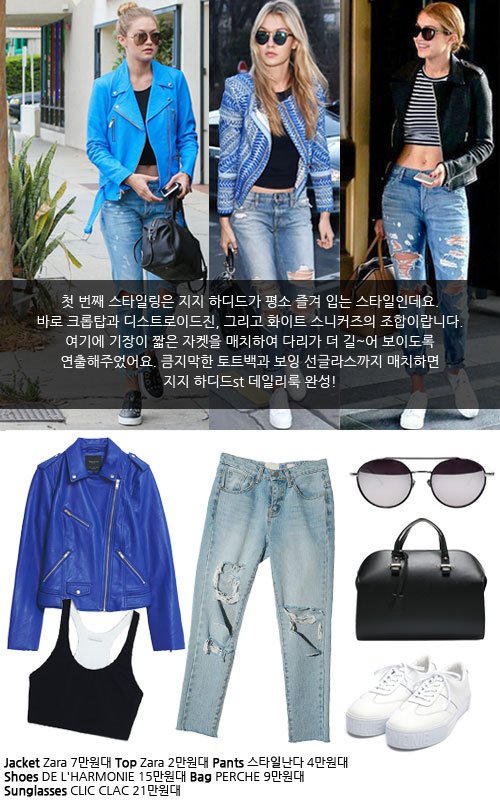 첫 번째 스타일링은 지지 하디드가 평소 즐겨 입는 스타일인데요.
바로 크롭탑과 디스트로이드진, 그리고 화이트 스니커즈의 조합이랍니다.
여기에 기장이 짧은 자켓을 매치하여 다리가 더 길~어 보이도록
연출해주었어요. 큼지막한 토트백과 보잉 선글라스까지 매치하면
지지 하디드st 데일리룩 완성!
Jacket Zara 7만원대 Top Zara 2만원대 Pants 스타일난다 4만원대
Shoes DE L'HARMONIE 15만원대 Bag PERCHE 9만원대
Sunglasses CLIC CLAC 21만원대